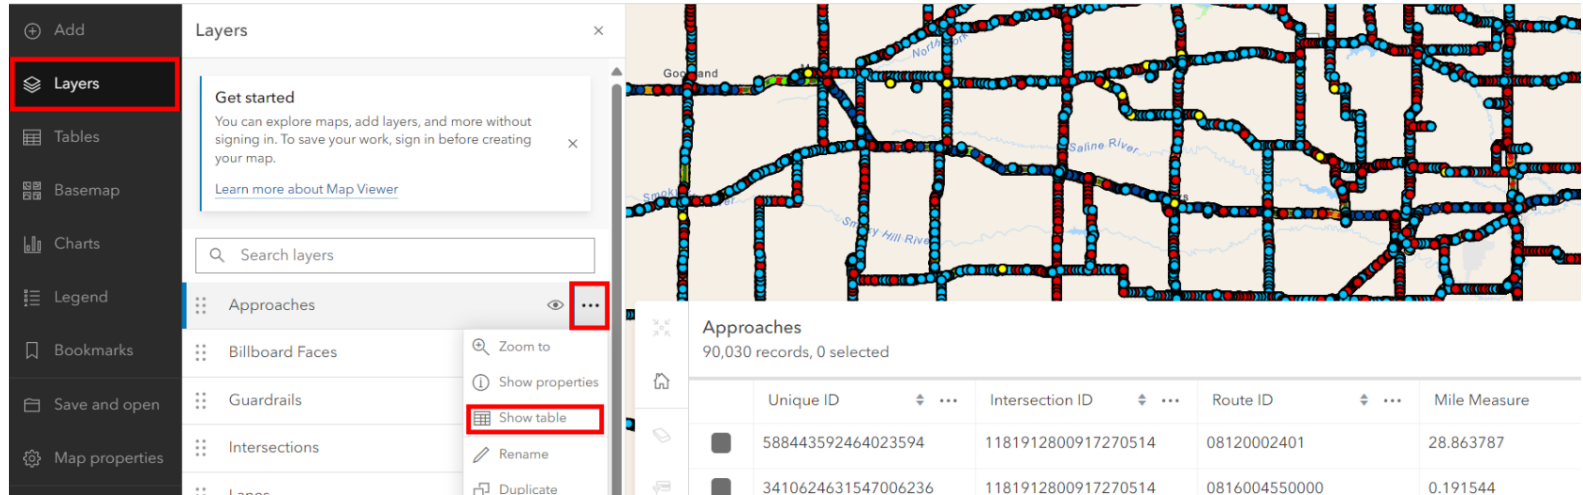 Add
Layers
Tables
Basemap
Charts
Legend
Bookmarks
Save and open
Map properties
Layers
Get started
You can explore maps, add layers, and more without
signing in. To save your work, sign in before creating
your map.
Learn more about Map Viewer
Search layers
Approaches
Billboard Faces
Guardrails
Intersections
Lanes
Zoom to
Show properties
Show table
Rename
Duplicate
Saline River
Smoky Hill River
Approaches
90,030 records, 0 selected
Unique ID
Intersection ID
Route ID
Mile Measure
588443592464023594
1181912800917270514
08120002401
28.863787
3410624631547006236
1181912800917270514
0816004550000
0.191544